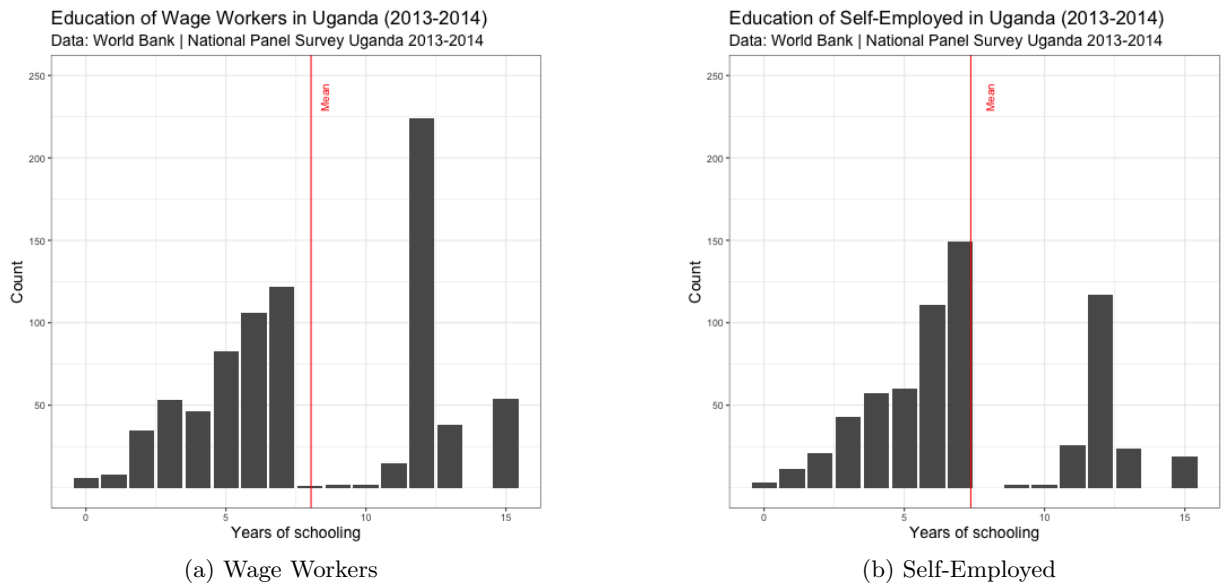 Education of Wage Workers in Uganda (2013-2014)
Data: World Bank | National Panel Survey Uganda 2013-2014
250
200
150
100
50
Count
Mean
0
5
10
15
Years of schooling
(a) Wage Workers
Education of Self-Employed in Uganda (2013-2014)
Data: World Bank | National Panel Survey Uganda 2013-2014
250
200
150
100
50
Count
Mean
0
5
10
15
Years of schooling
(b) Self-Employed